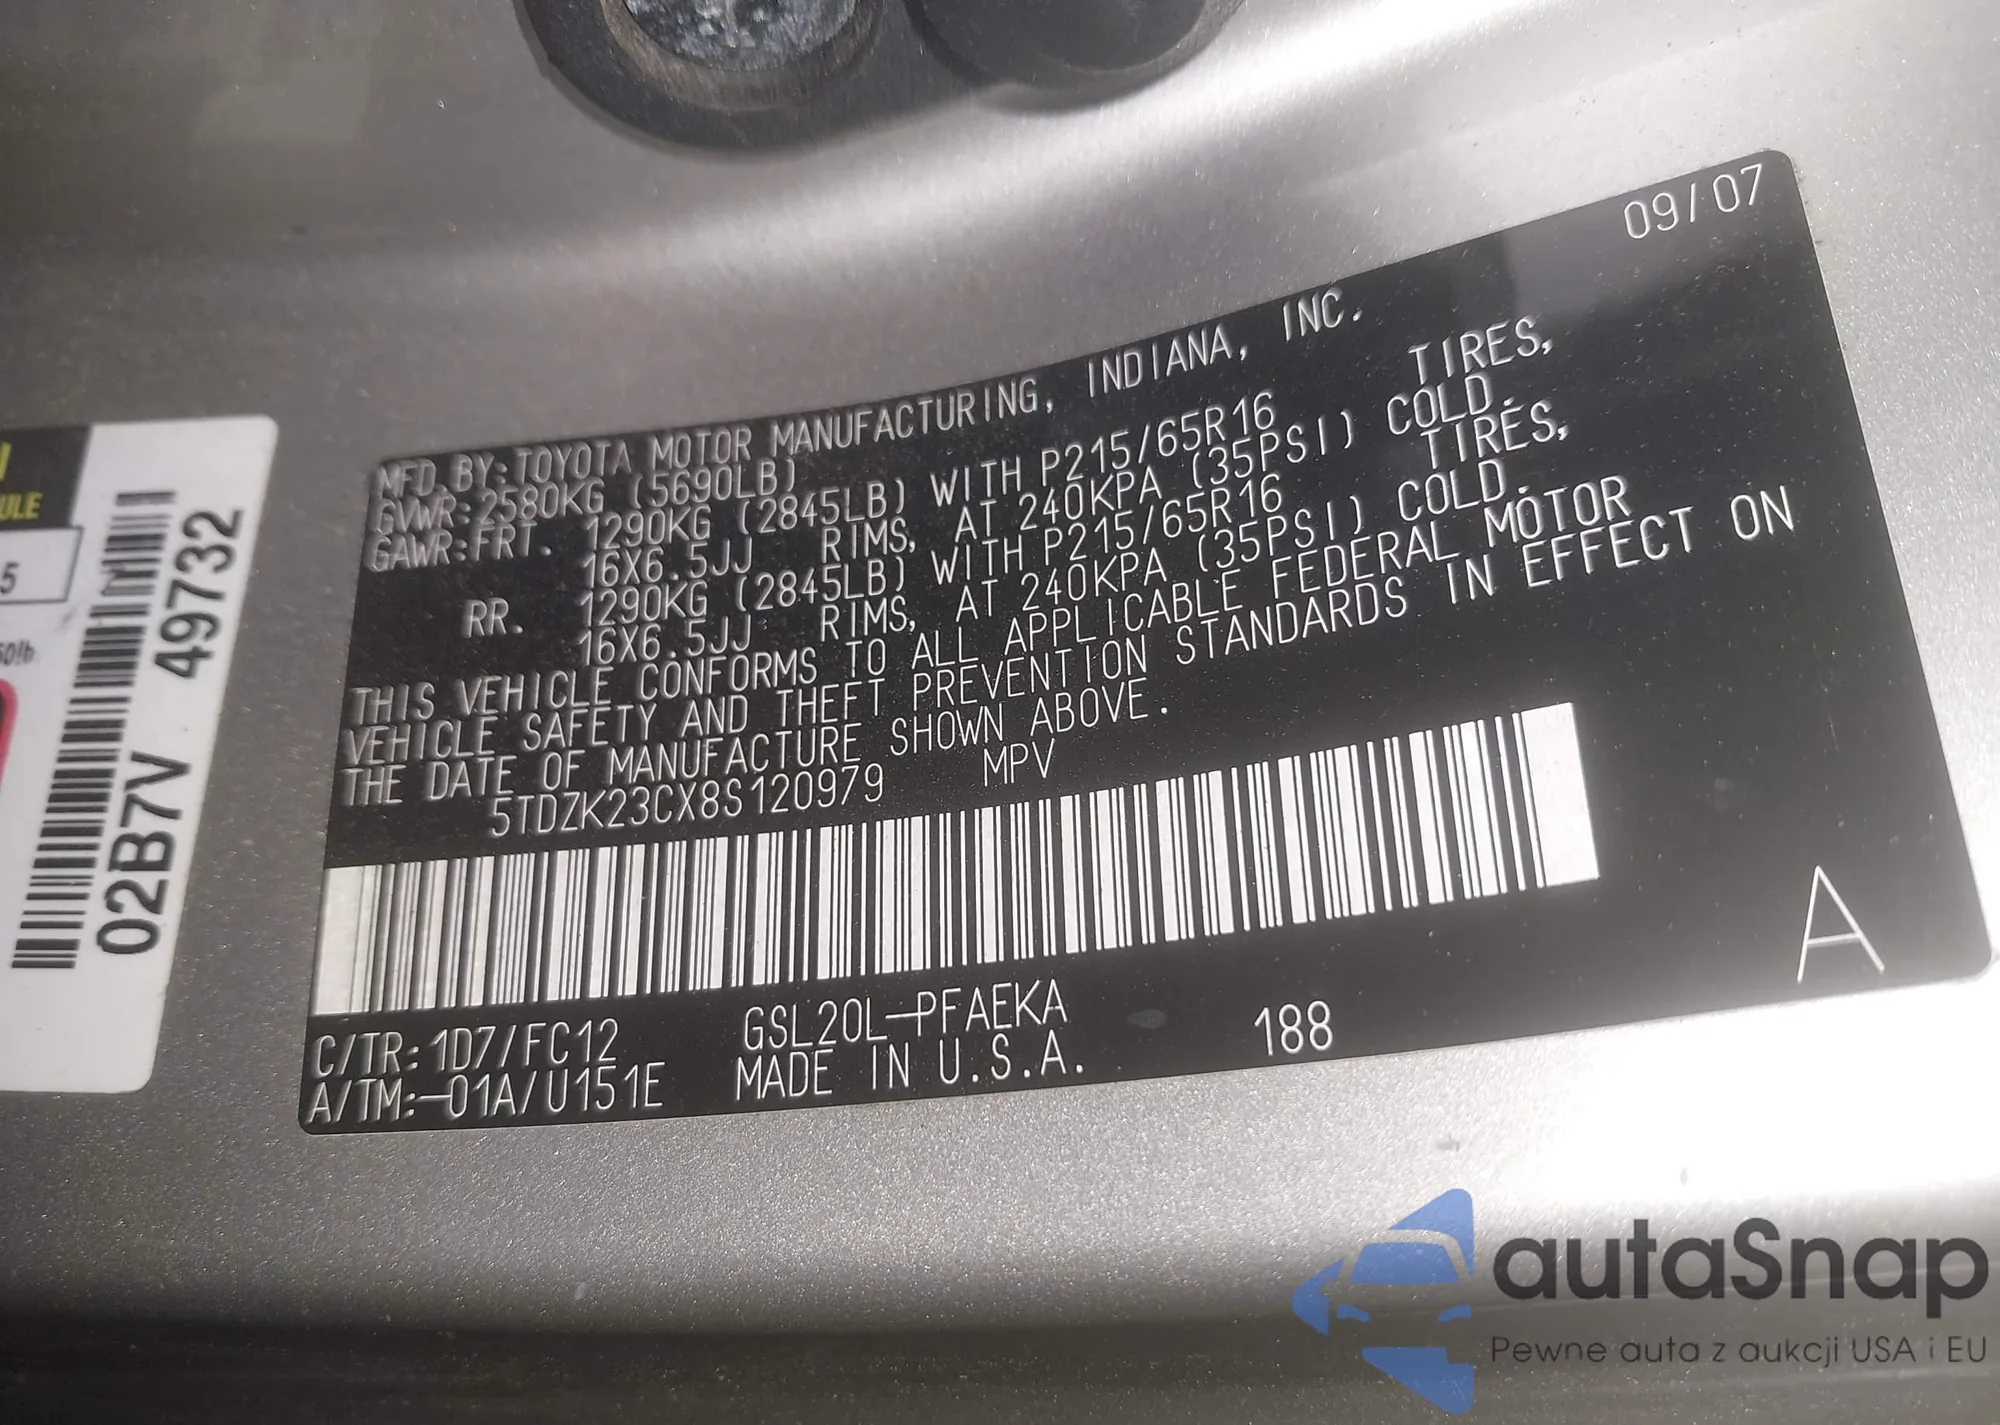 09/07
MFD.BY:TOYOTA MOTOR MANUFACTURING, INDIANA, INC.
GVWR:2580KG (5690LB)
GAWR:FRT. 1290KG (2845LB) WITH P215/65R16 TIRES,
16X6.5JJ RIMS, AT 240KPA (35PSI) COLD.
RR. 1290KG (2845LB) WITH P215/65R16 TIRES,
16X6.5JJ RIMS, AT 240KPA (35PSI) COLD.
THIS VEHICLE CONFORMS TO ALL APPLICABLE FEDERAL MOTOR
VEHICLE SAFETY AND THEFT PREVENTION STANDARDS IN EFFECT ON
THE DATE OF MANUFACTURE SHOWN ABOVE.
5TDZK23CX8S120979 MPV
A
C/TR:1D7/FC12 GSL20L-PFAEKA 188
A/TM:-01A/U151E MADE IN U.S.A.
02B7V 49732
ULE
5
autaSnap
Pewne auta z aukcji USA i EU